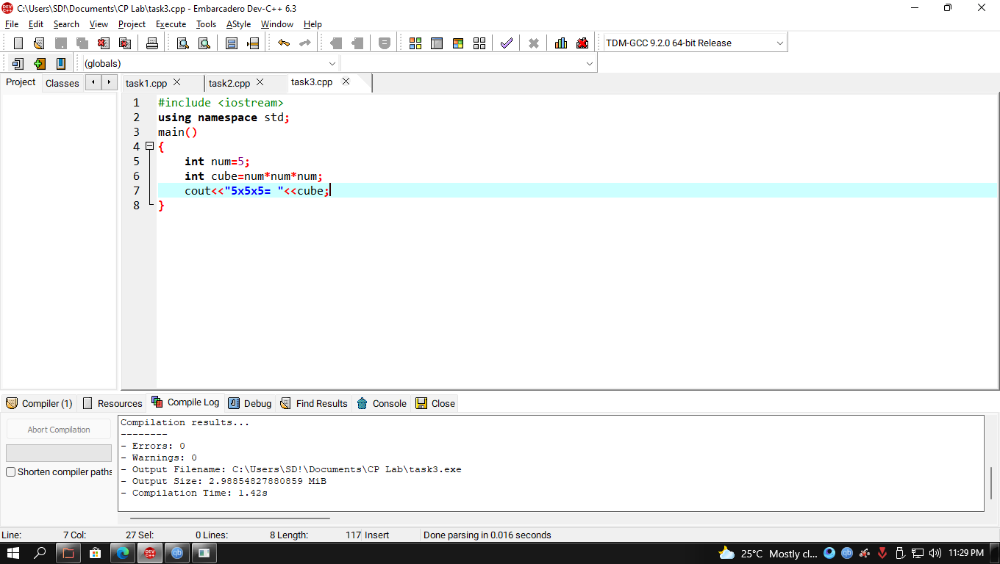 C:\Users\SD!\Documents\CP Lab\task3.cpp - Embarcadero Dev-C++ 6.3
File Edit Search View Project Execute Tools AStyle Window Help
TDM-GCC 9.2.0 64-bit Release
(globals)
Project Classes task1.cpp task2.cpp task3.cpp
1 #include <iostream>
2 using namespace std;
3 main()
4 {
5 int num=5;
6 int cube=num*num*num;
7 cout<<"5x5x5= "<<cube;
8 }
Compiler (1) Resources Compile Log Debug Find Results Console Close
Abort Compilation
Shorten compiler paths
Compilation results...
--------
- Errors: 0
- Warnings: 0
- Output Filename: C:\Users\SD!\Documents\CP Lab\task3.exe
- Output Size: 2.98854827880859 MiB
- Compilation Time: 1.42s
Line: 7 Col: 27 Sel: 0 Lines: 8 Length: 117 Insert Done parsing in 0.016 seconds
DEV C++ qb 25°C Mostly cl... qb 11:29 PM